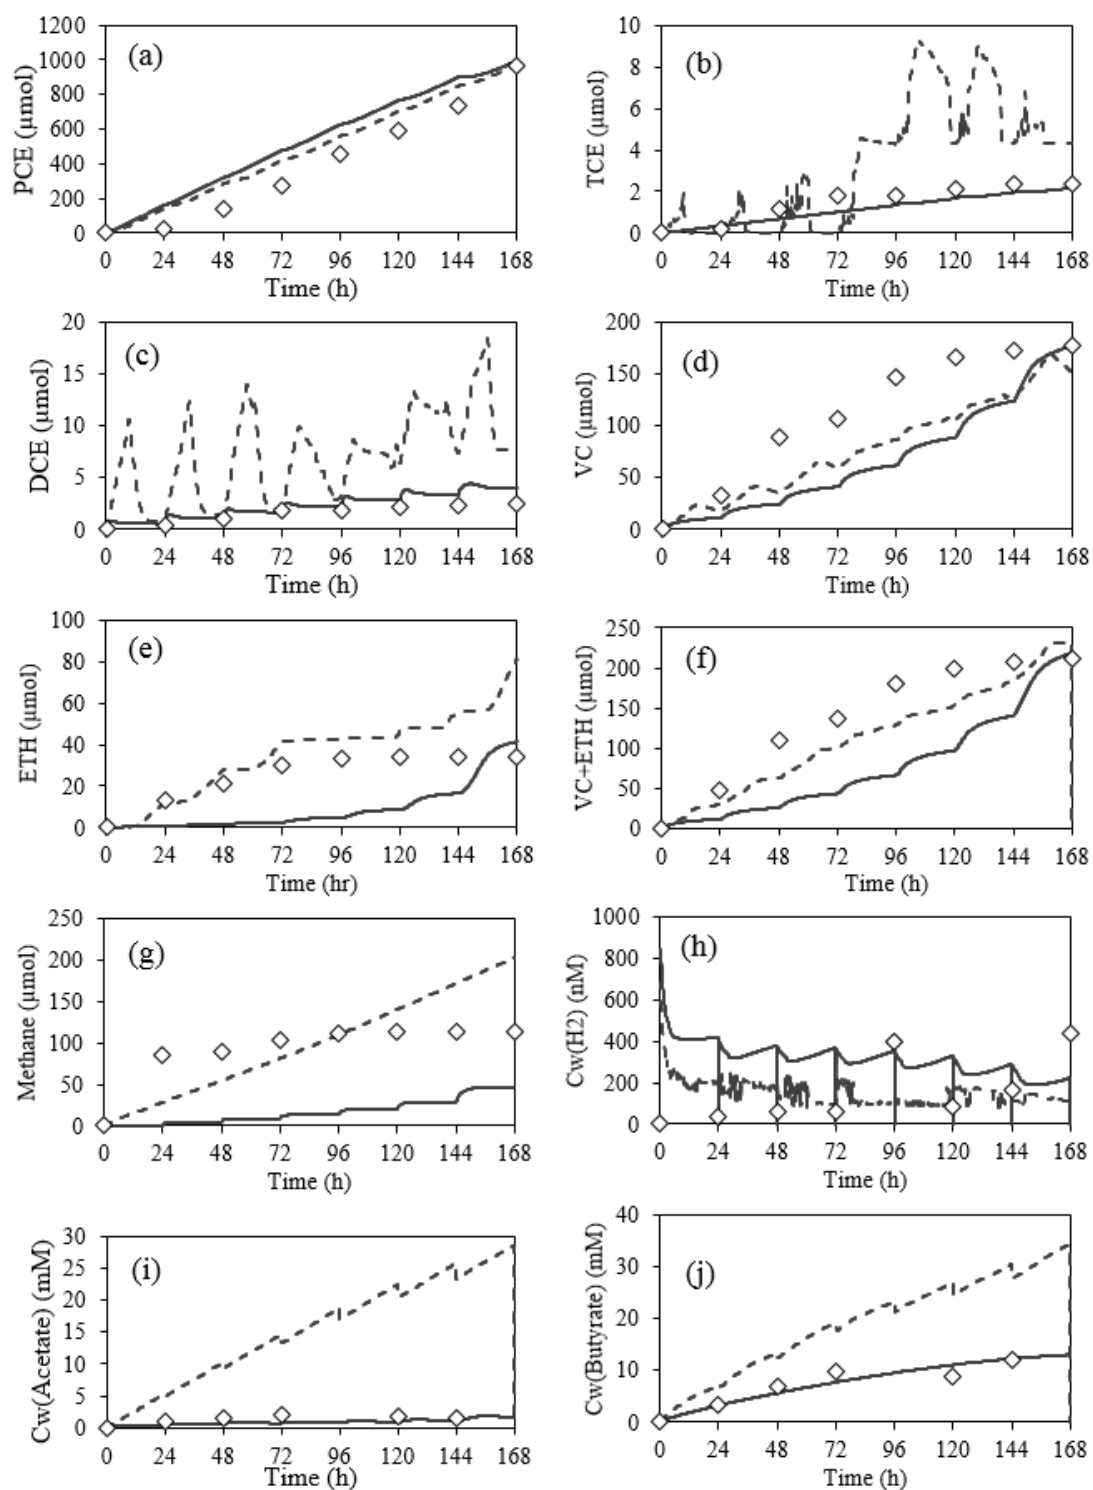 (a)
PCE (μmol)
1200
1000
800
600
400
200
0
0 24 48 72 96 120 144 168
Time (h)
(b)
TCE (μmol)
10
8
6
4
2
0
0 24 48 72 96 120 144 168
Time (h)
(c)
DCE (μmol)
20
15
10
5
0
0 24 48 72 96 120 144 168
Time (h)
(d)
VC (μmol)
200
150
100
50
0
0 24 48 72 96 120 144 168
Time (h)
(e)
ETH (μmol)
100
80
60
40
20
0
0 24 48 72 96 120 144 168
Time (hr)
(f)
VC+ETH (μmol)
250
200
150
100
50
0
0 24 48 72 96 120 144 168
Time (h)
(g)
Methane (μmol)
250
200
150
100
50
0
0 24 48 72 96 120 144 168
Time (h)
(h)
Cw(H2) (nM)
1000
800
600
400
200
0
0 24 48 72 96 120 144 168
Time (h)
(i)
Cw(Acetate) (mM)
30
25
20
15
10
5
0
0 24 48 72 96 120 144 168
Time (h)
(j)
Cw(Butyrate) (mM)
40
30
20
10
0
0 24 48 72 96 120 144 168
Time (h)